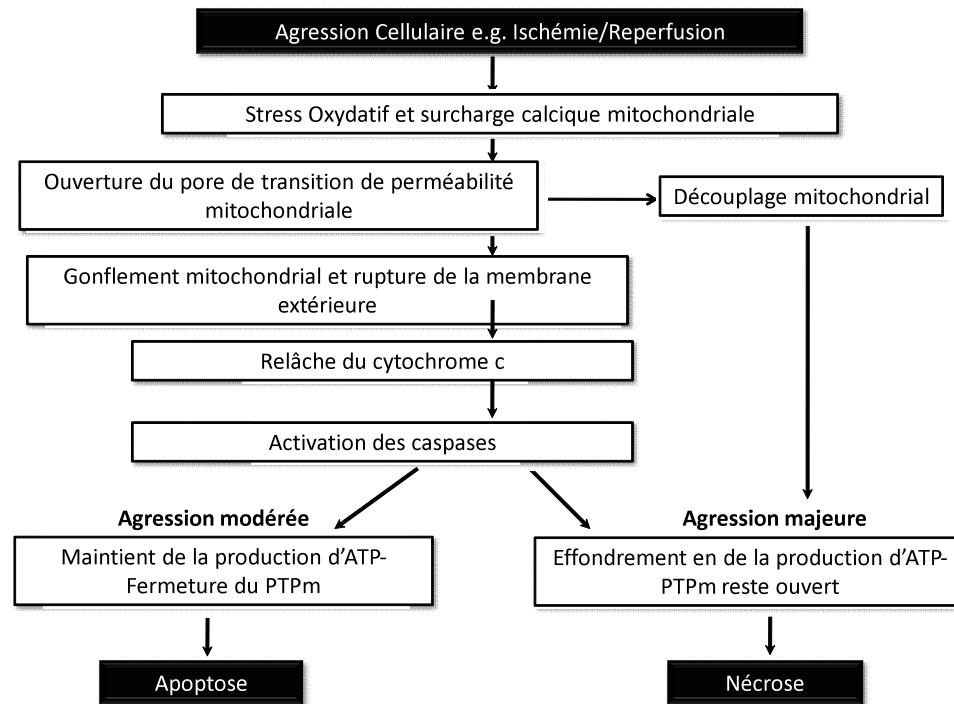 Agression Cellulaire e.g. Ischémie/Reperfusion
Stress Oxydatif et surcharge calcique mitochondriale
Ouverture du pore de transition de perméabilité
mitochondriale
Découplage mitochondrial
Gonflement mitochondrial et rupture de la membrane
extérieure
Relâche du cytochrome c
Activation des caspases
Agression modérée
Maintient de la production d'ATP-
Fermeture du PTPm
Agression majeure
Effondrement en de la production d'ATP-
PTPm reste ouvert
Apoptose
Nécrose